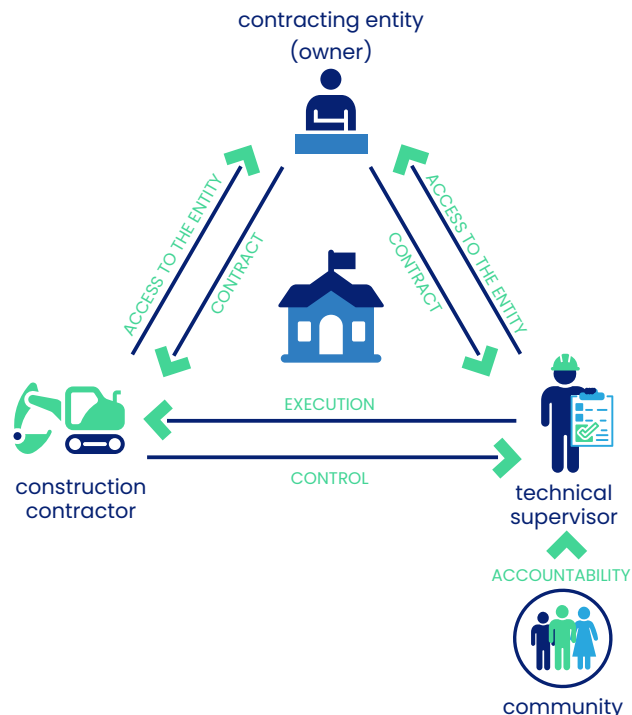 contracting entity
(owner)
ACCESS TO THE ENTITY
CONTRACT
CONTRACT
ACCESS TO THE ENTITY
EXECUTION
CONTROL
construction
contractor
technical
supervisor
ACCOUNTABILITY
community